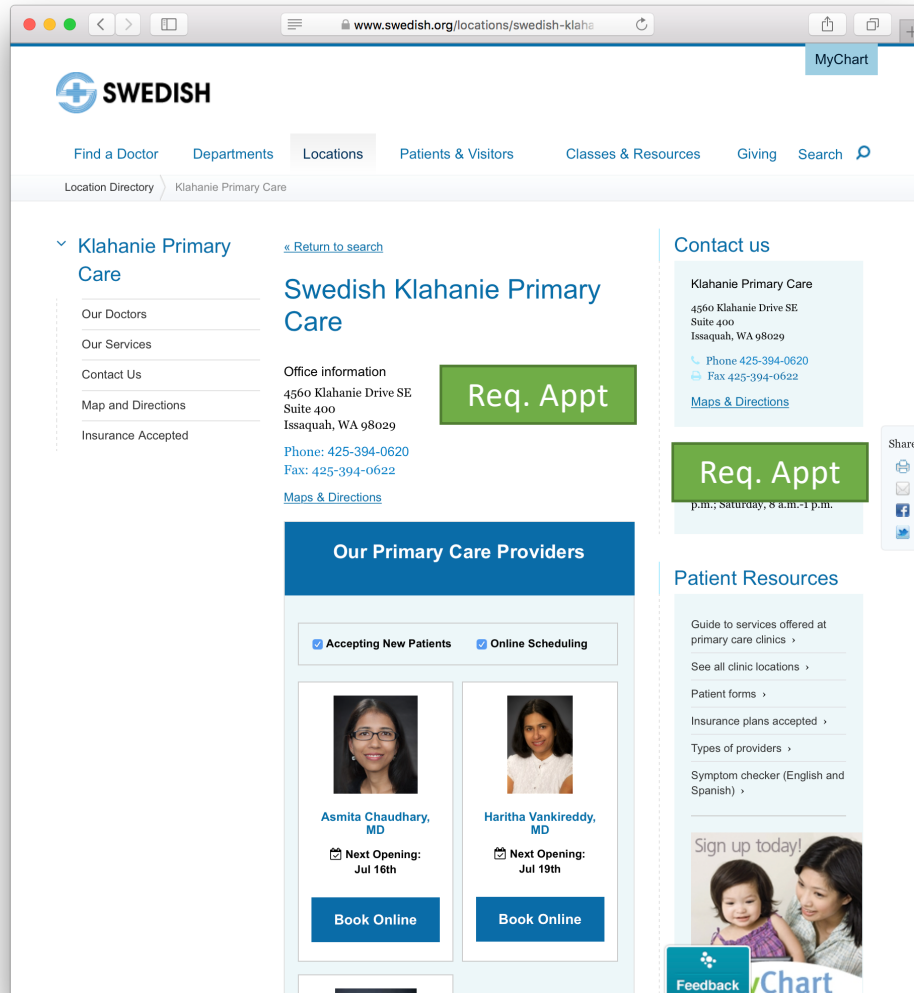 www.swedish.org/locations/swedish-klaha
MyChart
SWEDISH
Find a Doctor
Departments
Locations
Patients & Visitors
Classes & Resources
Giving
Search
Location Directory
Klahanie Primary Care
Klahanie Primary
Care
Our Doctors
Our Services
Contact Us
Map and Directions
Insurance Accepted
« Return to search
Swedish Klahanie Primary
Care
Office information
4560 Klahanie Drive SE
Suite 400
Issaquah, WA 98029
Phone: 425-394-0620
Fax: 425-394-0622
Maps & Directions
Req. Appt
Our Primary Care Providers
Accepting New Patients
Online Scheduling
Asmita Chaudhary,
MD
Next Opening:
Jul 16th
Book Online
Haritha Vankireddy,
MD
Next Opening:
Jul 19th
Book Online
Contact us
Klahanie Primary Care
4560 Klahanie Drive SE
Suite 400
Issaquah, WA 98029
Phone 425-394-0620
Fax 425-394-0622
Maps & Directions
Req. Appt
p.m.; Saturday, 8 a.m.-1 p.m.
Share
Patient Resources
Guide to services offered at
primary care clinics ›
See all clinic locations ›
Patient forms ›
Insurance plans accepted ›
Types of providers ›
Symptom checker (English and
Spanish) ›
Sign up today!
Feedback
Chart